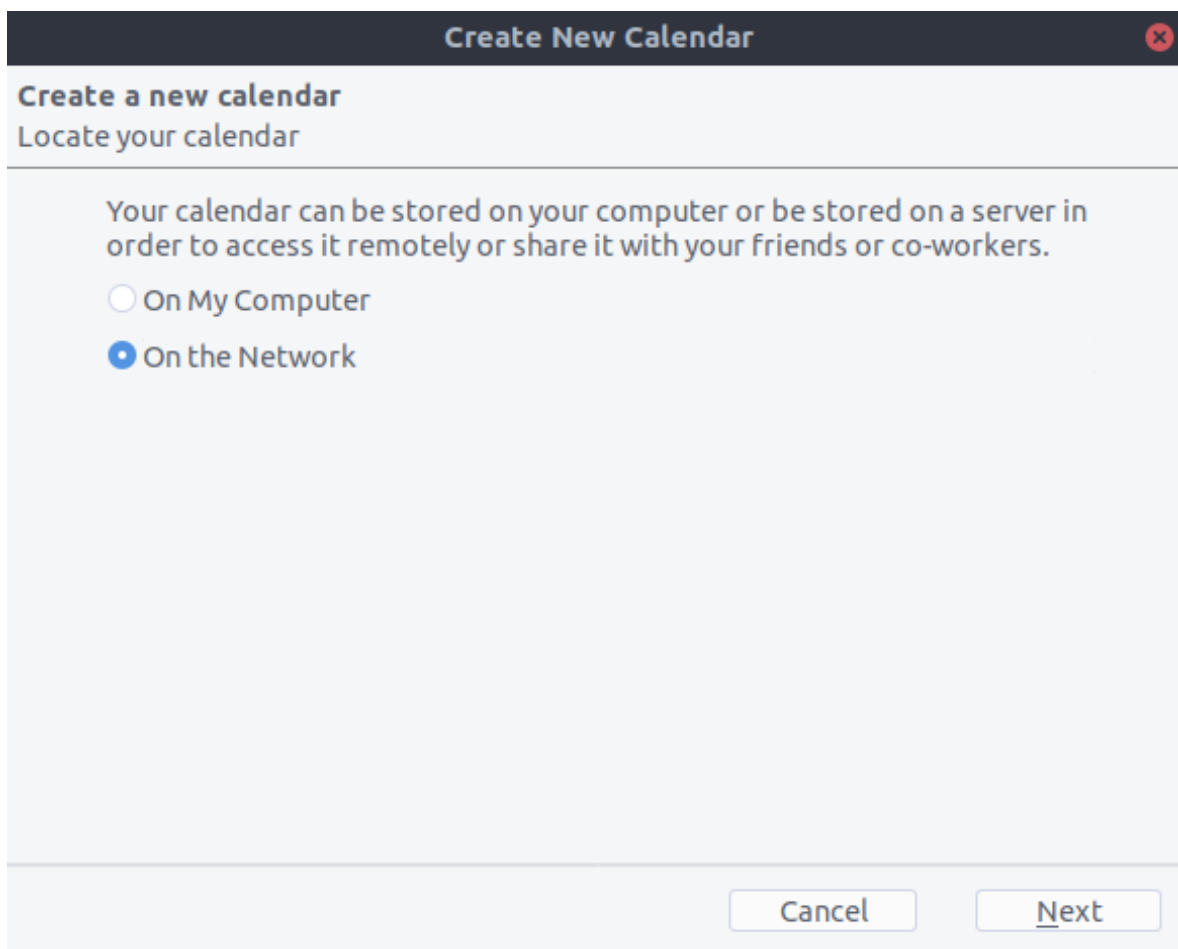 Create New Calendar
Create a new calendar
Locate your calendar
Your calendar can be stored on your computer or be stored on a server in
order to access it remotely or share it with your friends or co-workers.
On My Computer
On the Network
Cancel
Next